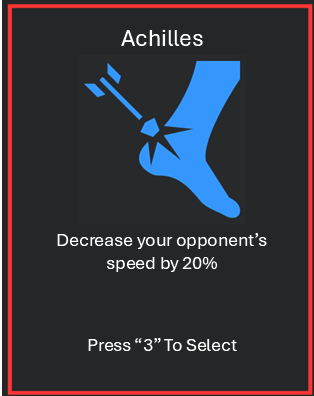 Achilles
Decrease your opponent’s
speed by 20%
Press “3” To Select